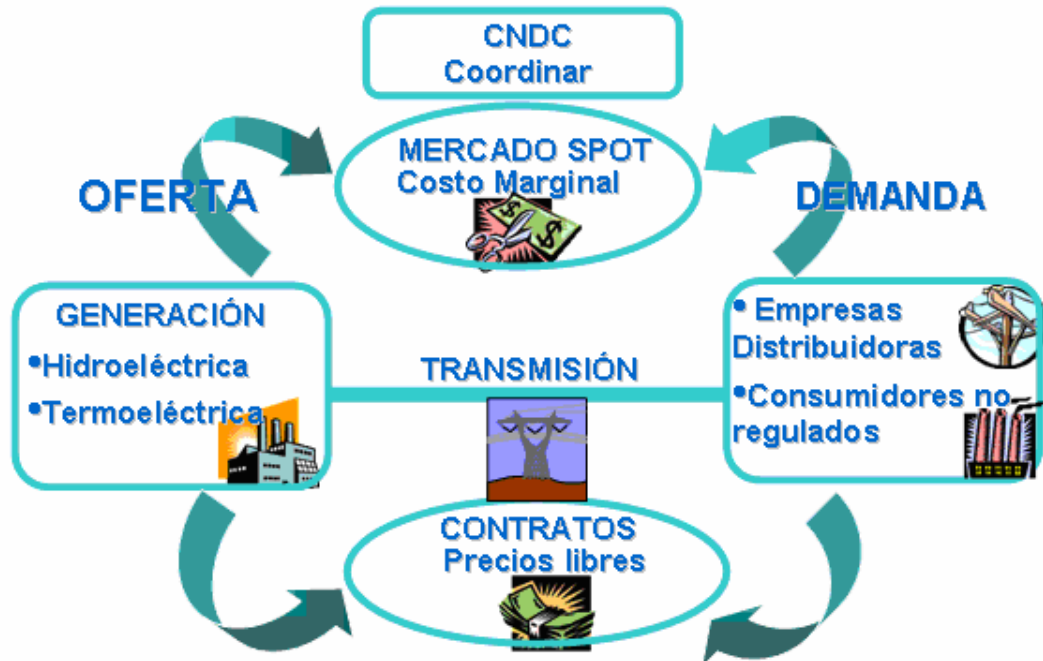 CNDC
Coordinar
MERCADO SPOT
Costo Marginal
OFERTA
DEMANDA
GENERACIÓN
•Hidroeléctrica
•Termoeléctrica
TRANSMISIÓN
• Empresas
Distribuidoras
•Consumidores no
regulados
CONTRATOS
Precios libres